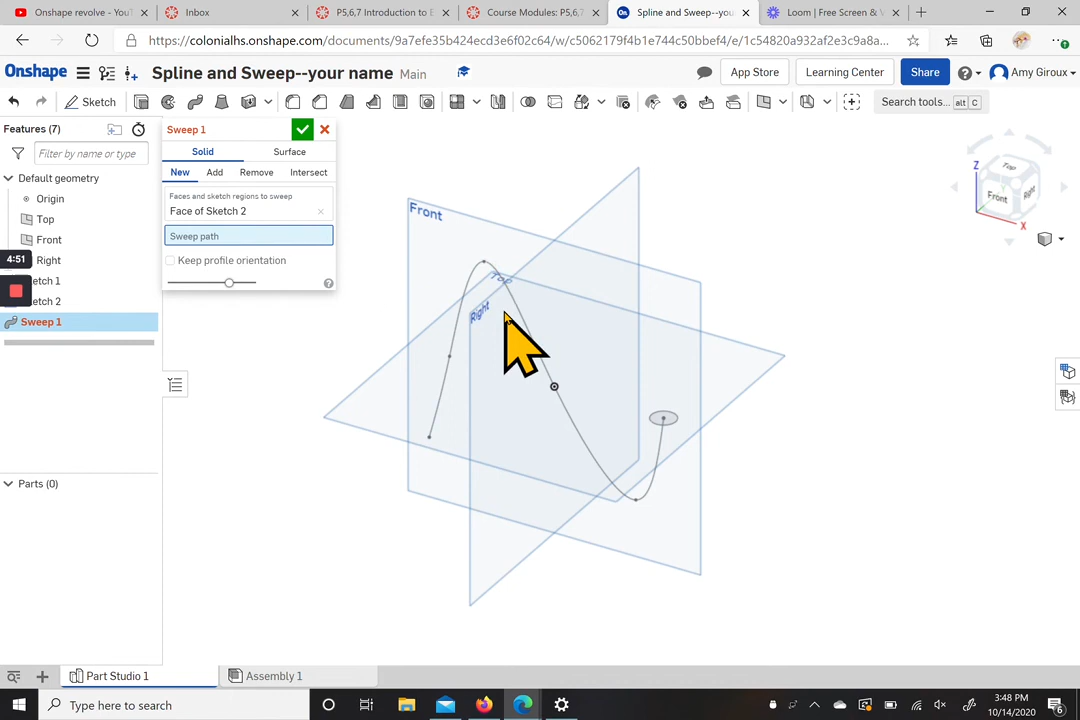 Onshape revolve - You
Inbox
P5,6,7 Introduction to E
Course Modules: P5,6,7
Spline and Sweep--you
Loom | Free Screen & V
https://colonialhs.onshape.com/documents/9a7efe35b424ecd3e6f02c64/w/c5062179f4b1e744c50bbef4/e/1c54820a932af2e3c9a8a...
Onshape
Spline and Sweep--your name Main
App Store
Learning Center
Share
Amy Giroux
Sketch
Search tools... alt C
Features (7)
Filter by name or type
Default geometry
Origin
Top
Front
Right
4:51
etch 1
etch 2
Sweep 1
Parts (0)
Sweep 1
Solid Surface
New Add Remove Intersect
Faces and sketch regions to sweep
Face of Sketch 2
Sweep path
Keep profile orientation
Front
Top
Right
Z
Top
Front
Right
X
Part Studio 1
Assembly 1
Type here to search
3:48 PM
10/14/2020
6